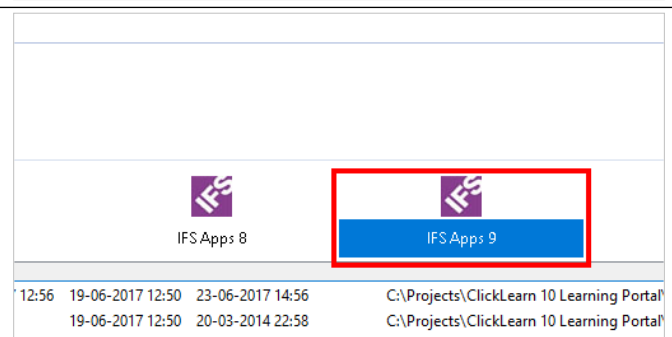 IFS
IFS
IFS Apps 8
IFS Apps 9
12:56 19-06-2017 12:50 23-06-2017 14:56 C:\Projects\ClickLearn 10 Learning Portal\
19-06-2017 12:50 20-03-2014 22:58 C:\Projects\ClickLearn 10 Learning Portal\